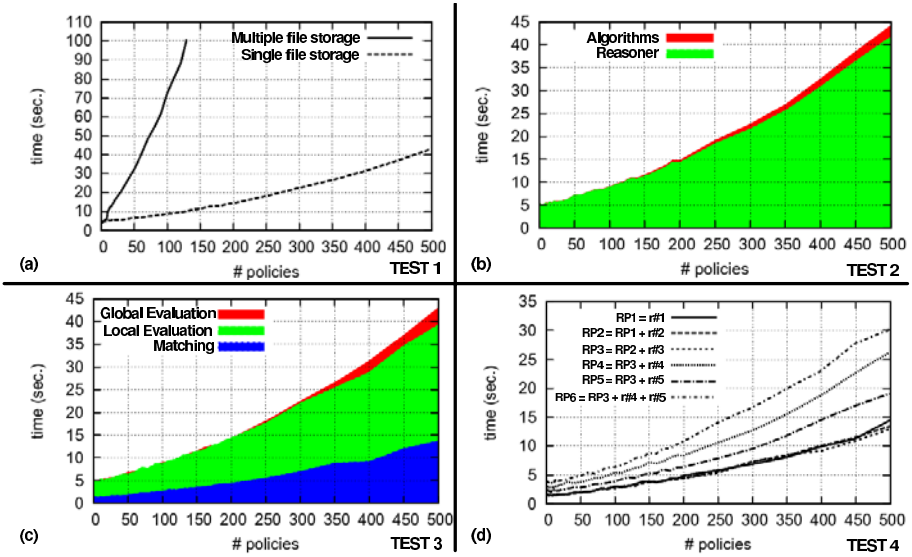 110
100
90
80
70
60
50
40
30
20
10
0
time (sec.)
Multiple file storage
Single file storage
0 50 100 150 200 250 300 350 400 450 500
# policies
(a)
TEST 1
45
40
35
30
25
20
15
10
5
0
time (sec.)
Algorithms
Reasoner
0 50 100 150 200 250 300 350 400 450 500
# policies
(b)
TEST 2
45
40
35
30
25
20
15
10
5
0
time (sec.)
Global Evaluation
Local Evaluation
Matching
0 50 100 150 200 250 300 350 400 450 500
# policies
(c)
TEST 3
35
30
25
20
15
10
5
0
time (sec.)
RP1 = r#1
RP2 = RP1 + r#2
RP3 = RP2 + r#3
RP4 = RP3 + r#4
RP5 = RP3 + r#5
RP6 = RP3 + r#4 + r#5
0 50 100 150 200 250 300 350 400 450 500
# policies
(d)
TEST 4